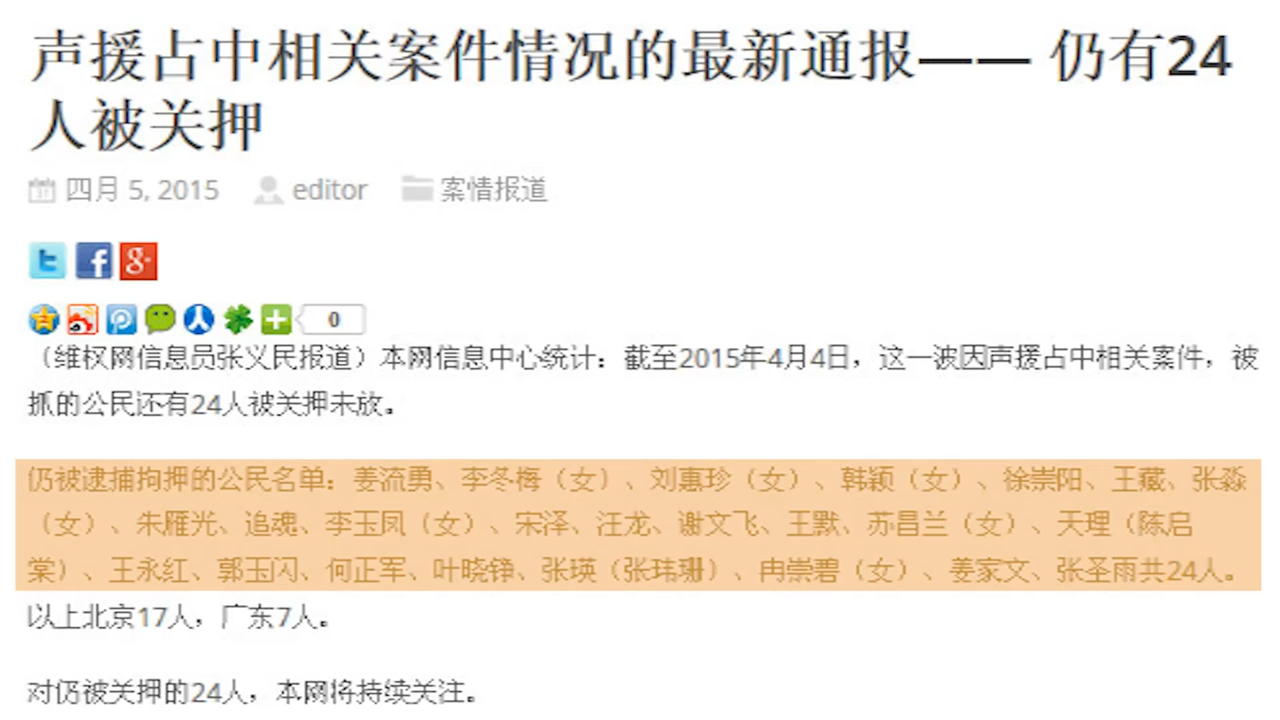 声援占中相关案件情况的最新通报—— 仍有24
人被关押
四月 5, 2015 editor 案情报道
0
（维权网信息员张义民报道）本网信息中心统计：截至2015年4月4日，这一波因声援占中相关案件，被
抓的公民还有24人被关押未放。
仍被逮捕拘押的公民名单：姜流勇、李冬梅（女）、刘惠珍（女）、韩颖（女）、徐崇阳、王藏、张淼
（女）、朱雁光、追魂、李玉凤（女）、宋泽、汪龙、谢文飞、王默、苏昌兰（女）、天理（陈启
棠）、王永红、郭玉闪、何正军、叶晓铮、张瑛（张玮珊）、冉崇碧（女）、姜家文、张圣雨共24人。
以上北京17人，广东7人。
对仍被关押的24人，本网将持续关注。